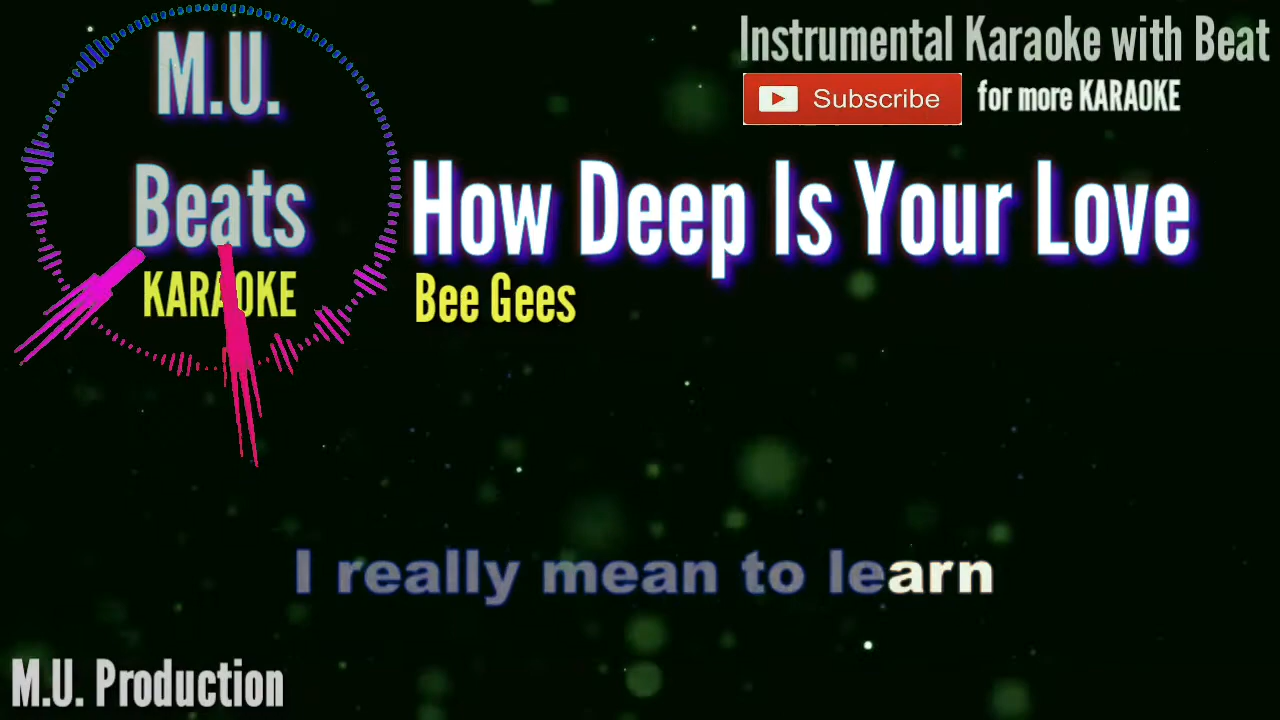 M.U.
Beats
KARAOKE
Instrumental Karaoke with Beat
Subscribe for more KARAOKE
How Deep Is Your Love
Bee Gees
I really mean to learn
M.U. Production